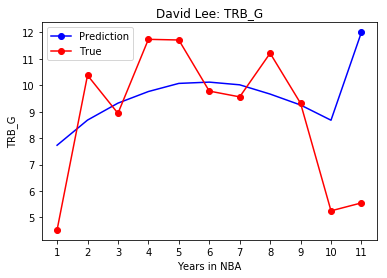 David Lee: TRB_G
Prediction
True
12
11
10
9
8
7
6
5
TRB_G
1 2 3 4 5 6 7 8 9 10 11
Years in NBA